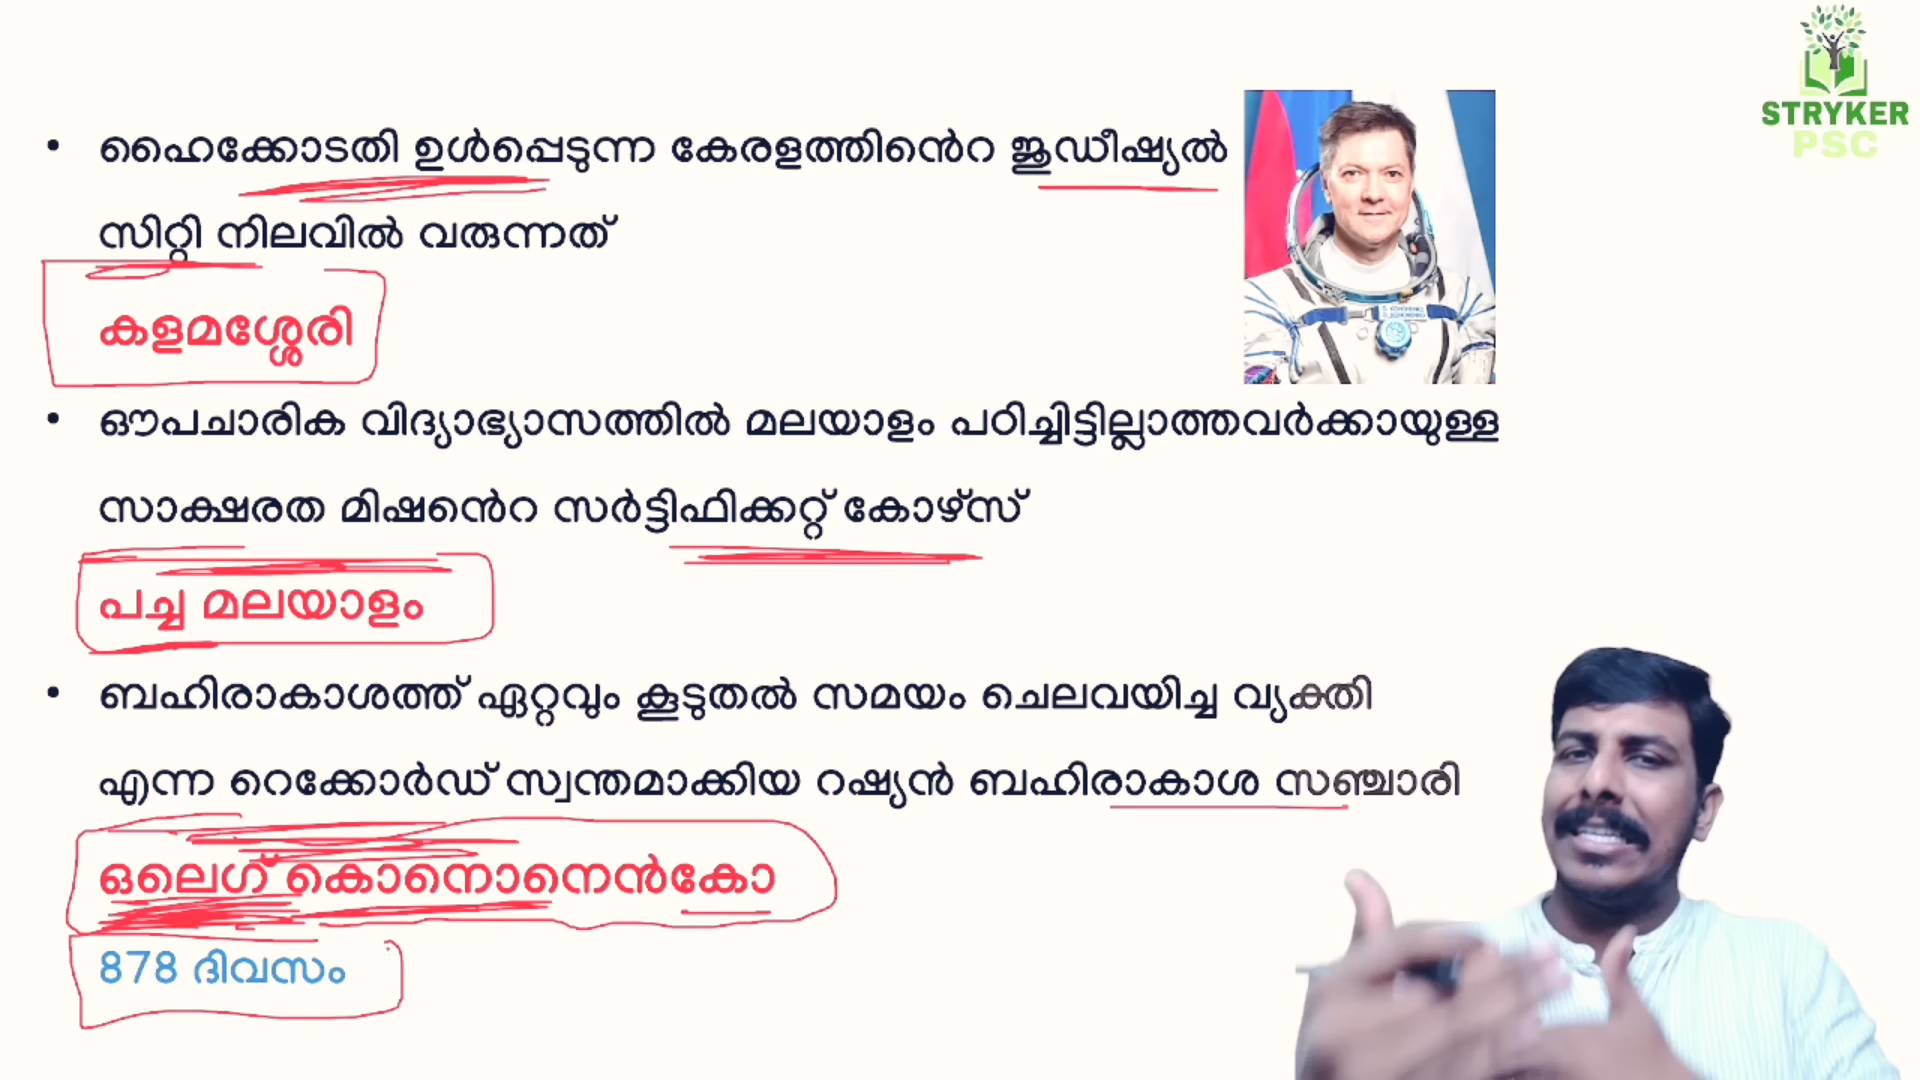 STRYKER
PSC
• ഹൈക്കോടതി ഉൾപ്പെടുന്ന കേരളത്തിൻെറ ജുഡീഷ്യൽ
സിറ്റി നിലവിൽ വരുന്നത്
കളമശ്ശേരി
• ഔപചാരിക വിദ്യാഭ്യാസത്തിൽ മലയാളം പഠിച്ചിട്ടില്ലാത്തവർക്കായുള്ള
സാക്ഷരത മിഷൻെറ സർട്ടിഫിക്കറ്റ് കോഴ്സ്
പച്ച മലയാളം
• ബഹിരാകാശത്ത് ഏറ്റവും കൂടുതൽ സമയം ചെലവയിച്ച വ്യക്തി
എന്ന റെക്കോർഡ് സ്വന്തമാക്കിയ റഷ്യൻ ബഹിരാകാശ സഞ്ചാരി
ഒലെഗ് കൊനൊനെൻകോ
878 ദിവസം